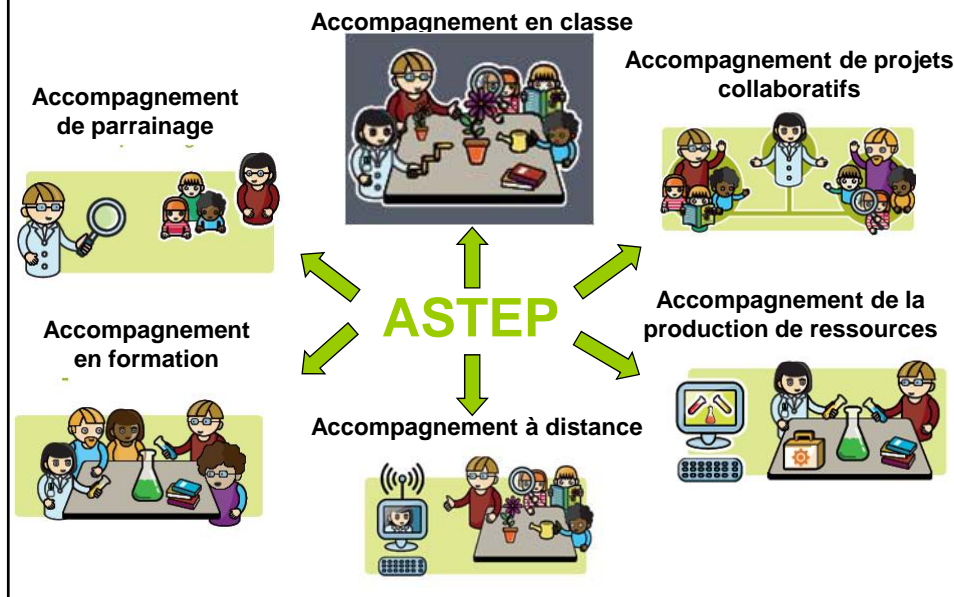 Accompagnement en classe
Accompagnement de projets
collaboratifs
Accompagnement
de parrainage
ASTEP
Accompagnement de la
production de ressources
Accompagnement
en formation
Accompagnement à distance